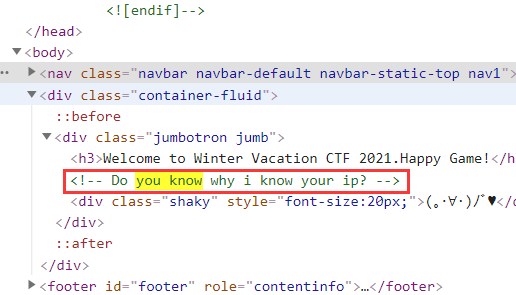 <![endif]-->
</head>
▼<body>
··▶<nav class="navbar navbar-default navbar-static-top nav1">
▼<div class="container-fluid">
::before
▼<div class="jumbotron jumb">
<h3>Welcome to Winter Vacation CTF 2021.Happy Game!</h
<!-- Do you know why i know your ip? -->
<div class="shaky" style="font-size:20px;">(｡･∀･)ﾉﾞ♥</
</div>
::after
</div>
▶<footer id="footer" role="contentinfo">…</footer>